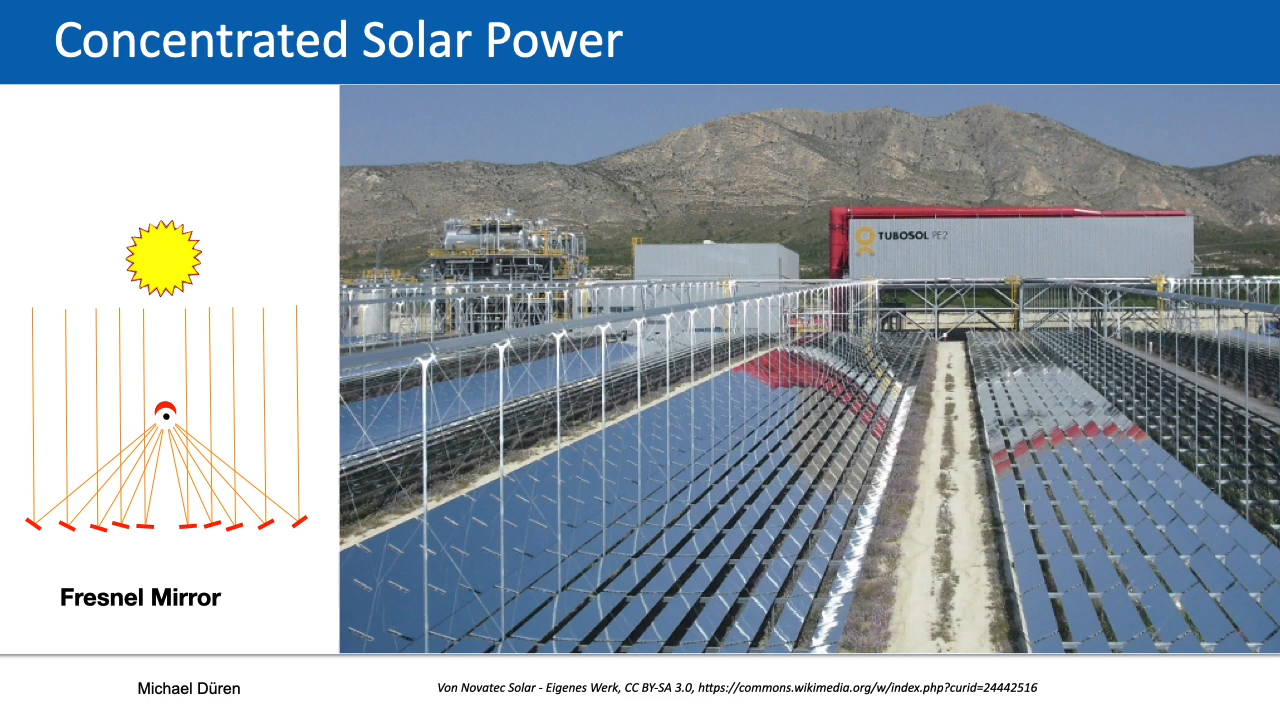 Concentrated Solar Power
TUBOSOL PE2
Fresnel Mirror
Michael Düren
Von Novatec Solar - Eigenes Werk, CC BY-SA 3.0, https://commons.wikimedia.org/w/index.php?curid=24442516